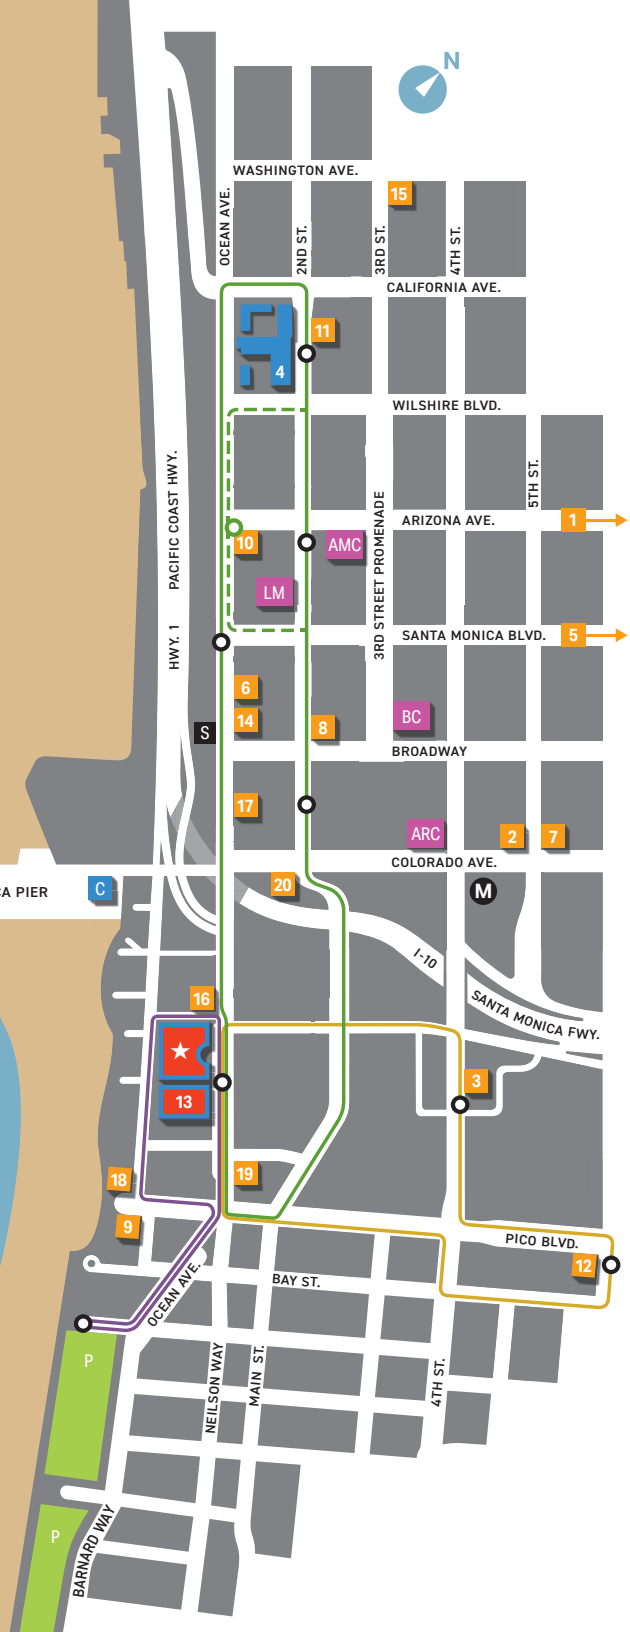 N
WASHINGTON AVE.
15
OCEAN AVE.
2ND ST.
3RD ST.
4TH ST.
CALIFORNIA AVE.
11
4
WILSHIRE BLVD.
PACIFIC COAST HWY.
5TH ST.
3RD STREET PROMENADE
ARIZONA AVE.
1
10
AMC
LM
HWY. 1
SANTA MONICA BLVD.
5
6
14
S
8
BC
BROADWAY
17
ARC
2
7
COLORADO AVE.
CA PIER
C
20
M
I-10
SANTA MONICA FWY.
16
3
13
18
19
9
PICO BLVD.
12
OCEAN AVE.
BAY ST.
P
NEILSON WAY
MAIN ST.
4TH ST.
P
BARNARD WAY